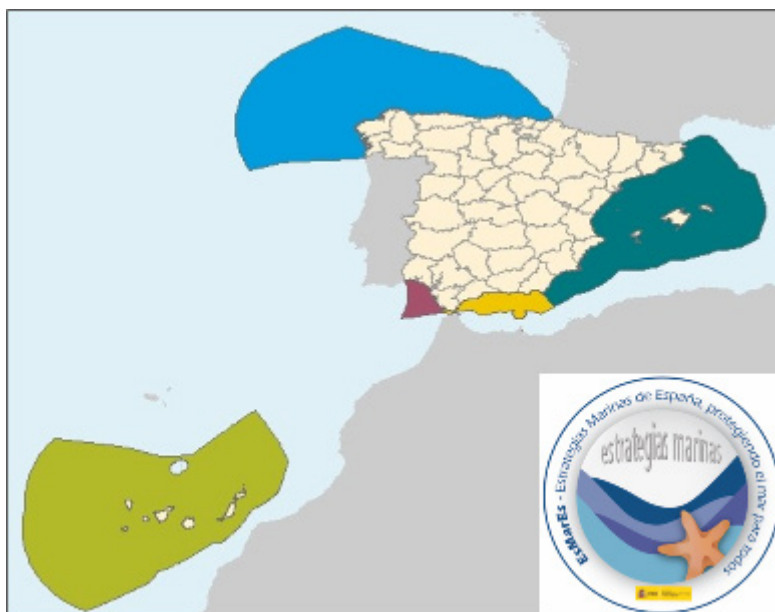 EsMarEs - Estrategias Marinas de España, protegiendo el mar para todos
estrategias marinas